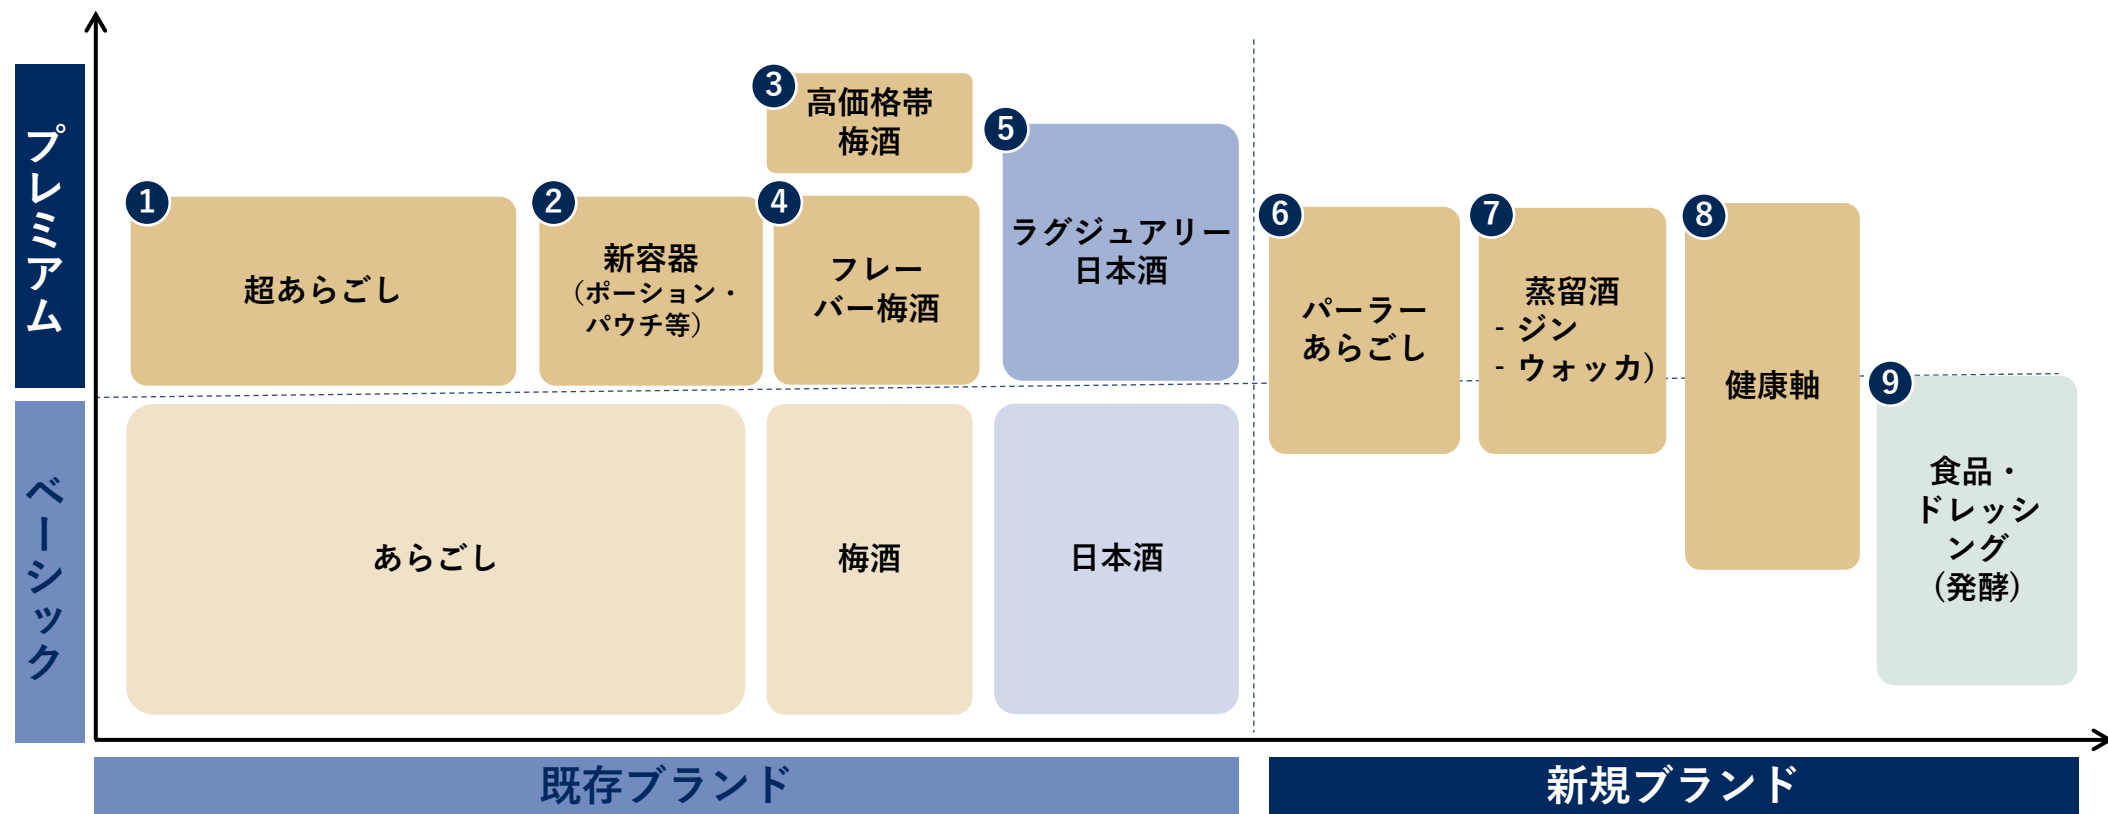 プレミアム
ベーシック
1
超あらごし
2
新容器
（ポーション・
パウチ等）
3
高価格帯
梅酒
4
フレー
バー梅酒
5
ラグジュアリー
日本酒
6
パーラー
あらごし
7
蒸留酒
- ジン
- ウォッカ)
8
健康軸
9
食品・
ドレッシ
ング
（発酵）
あらごし
梅酒
日本酒
既存ブランド
新規ブランド